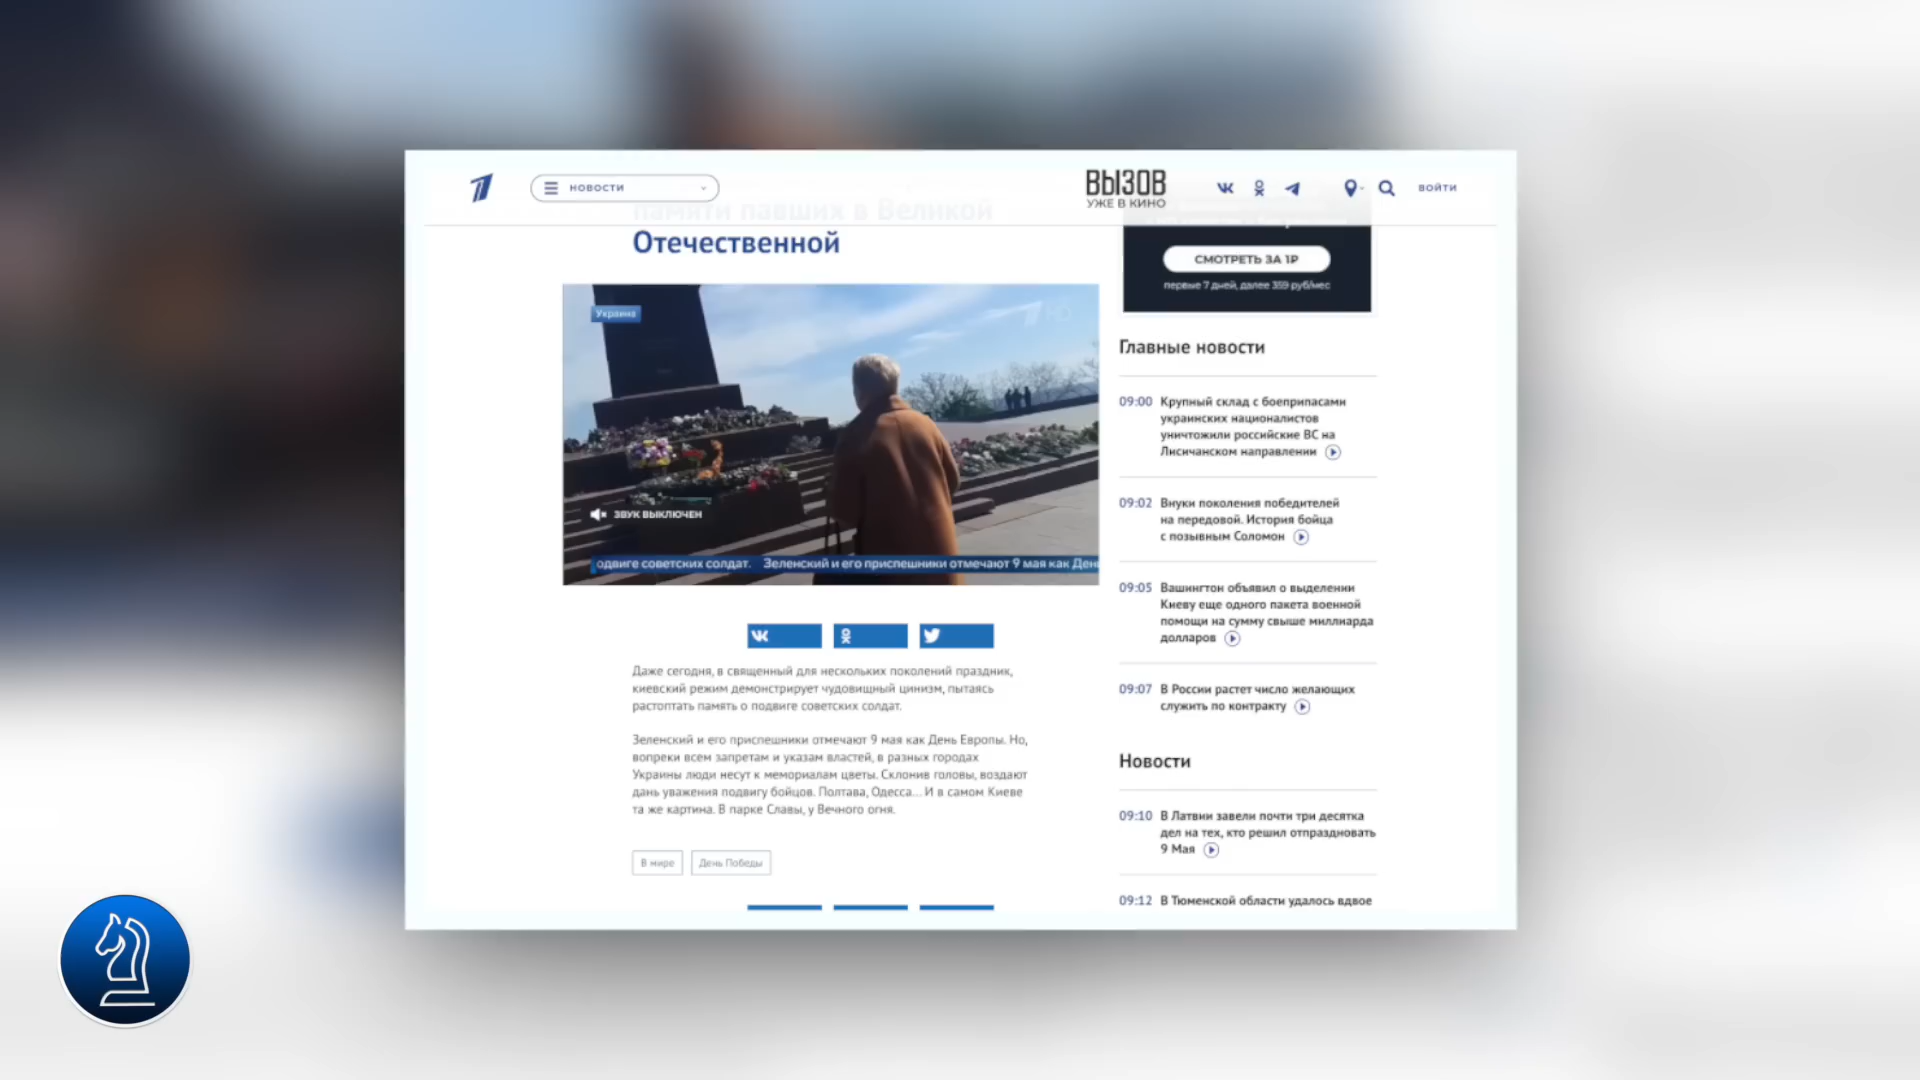 НОВОСТИ
ВЫЗОВ
УЖЕ В КИНО
ВОЙТИ
памяти павших в Великой
Отечественной
Украина
HD
ЗВУК ВЫКЛЮЧЕН
одвиге советских солдат. Зеленский и его приспешники отмечают 9 мая как Ден
Даже сегодня, в священный для нескольких поколений праздник,
киевский режим демонстрирует чудовищный цинизм, пытаясь
растоптать память о подвиге советских солдат.
Зеленский и его приспешники отмечают 9 мая как День Европы. Но,
вопреки всем запретам и указам властей, в разных городах
Украины люди несут к мемориалам цветы. Склонив головы, воздают
дань уважения подвигу бойцов. Полтава, Одесса... И в самом Киеве
та же картина. В парке Славы, у Вечного огня.
В мире
День Победы
СМОТРЕТЬ ЗА 1₽
первые 7 дней, далее 359 руб/мес
Главные новости
09:00 Крупный склад с боеприпасами
украинских националистов
уничтожили российские ВС на
Лисичанском направлении
09:02 Внуки поколения победителей
на передовой. История бойца
с позывным Соломон
09:05 Вашингтон объявил о выделении
Киеву еще одного пакета военной
помощи на сумму свыше миллиарда
долларов
09:07 В России растет число желающих
служить по контракту
Новости
09:10 В Латвии завели почти три десятка
дел на тех, кто решил отпраздновать
9 Мая
09:12 В Тюменской области удалось вдвое